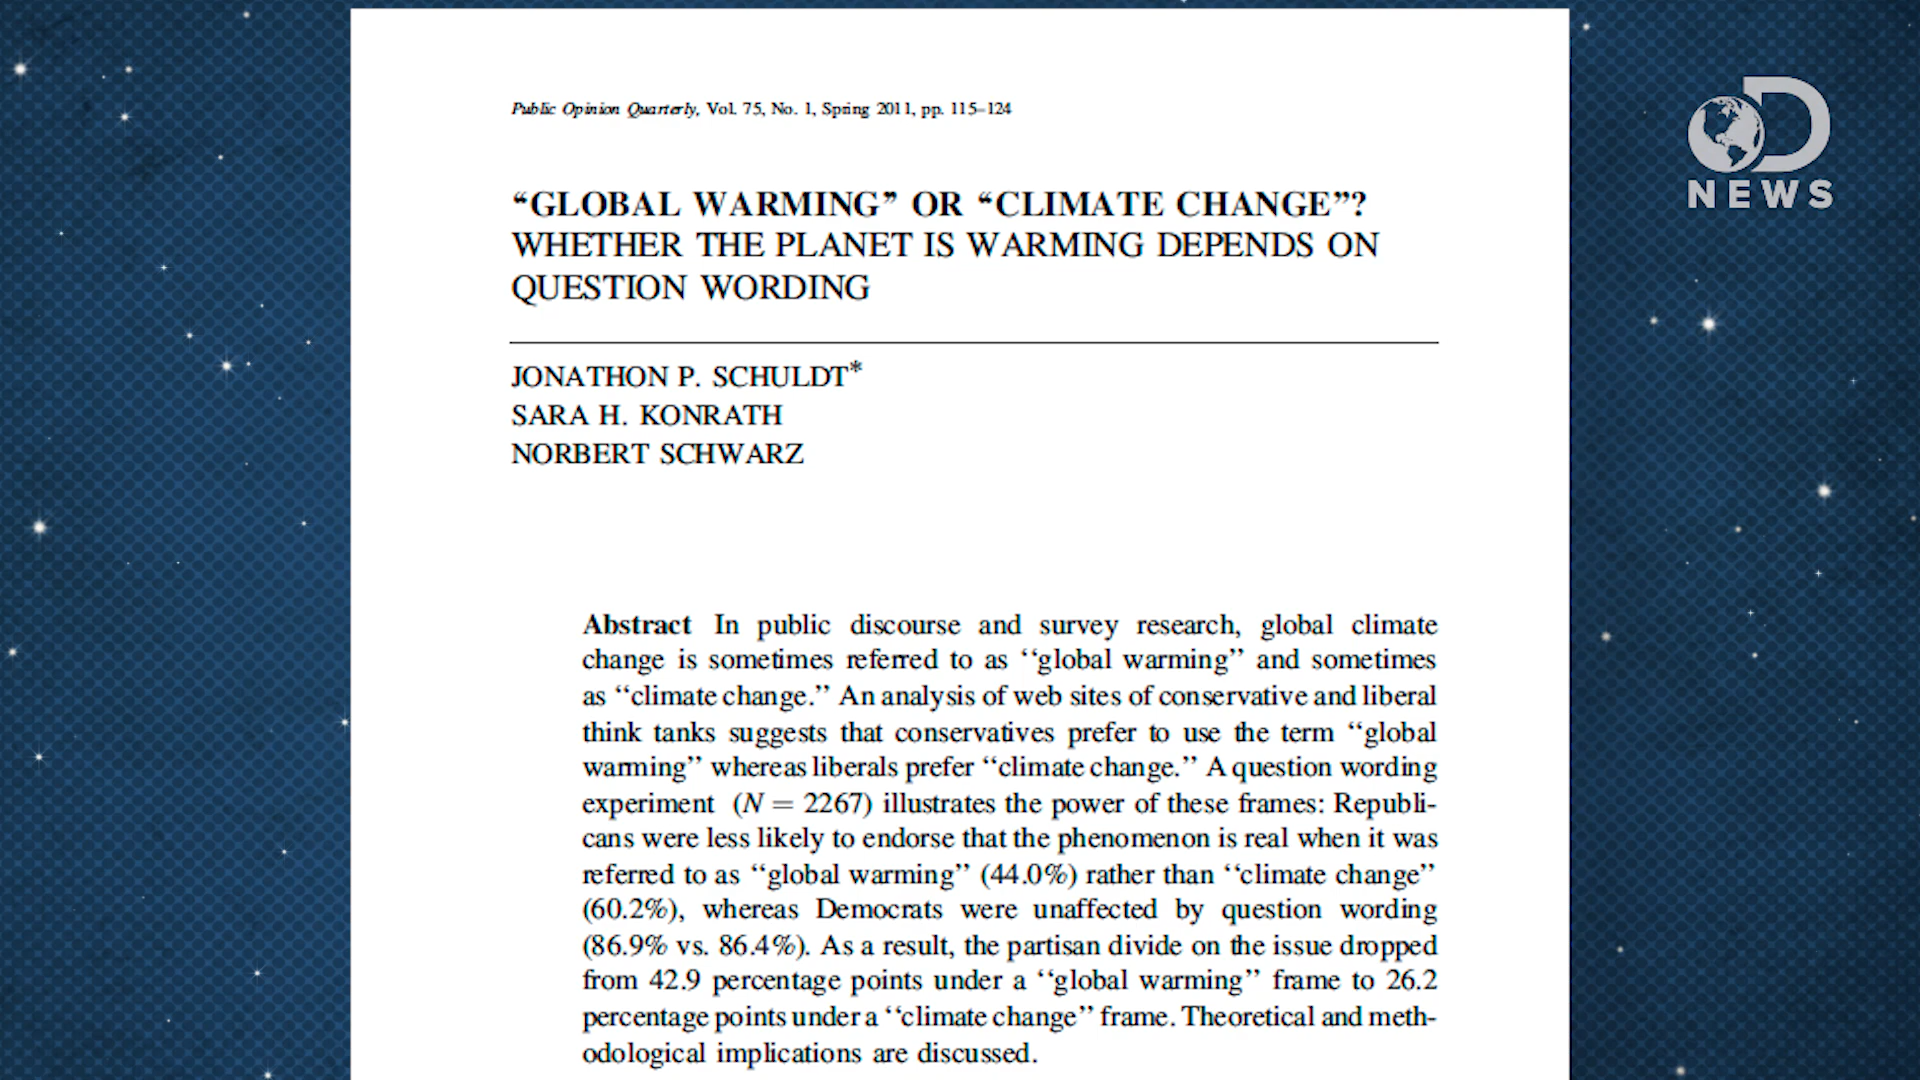 Public Opinion Quarterly, Vol. 75, No. 1, Spring 2011, pp. 115–124
“GLOBAL WARMING” OR “CLIMATE CHANGE”?
WHETHER THE PLANET IS WARMING DEPENDS ON
QUESTION WORDING
JONATHON P. SCHULDT*
SARA H. KONRATH
NORBERT SCHWARZ
Abstract In public discourse and survey research, global climate
change is sometimes referred to as ‘‘global warming’’ and sometimes
as ‘‘climate change.’’ An analysis of web sites of conservative and liberal
think tanks suggests that conservatives prefer to use the term ‘‘global
warming’’ whereas liberals prefer ‘‘climate change.’’ A question wording
experiment (N = 2267) illustrates the power of these frames: Republi-
cans were less likely to endorse that the phenomenon is real when it was
referred to as ‘‘global warming’’ (44.0%) rather than ‘‘climate change’’
(60.2%), whereas Democrats were unaffected by question wording
(86.9% vs. 86.4%). As a result, the partisan divide on the issue dropped
from 42.9 percentage points under a ‘‘global warming’’ frame to 26.2
percentage points under a ‘‘climate change’’ frame. Theoretical and meth-
odological implications are discussed.
D
NEWS